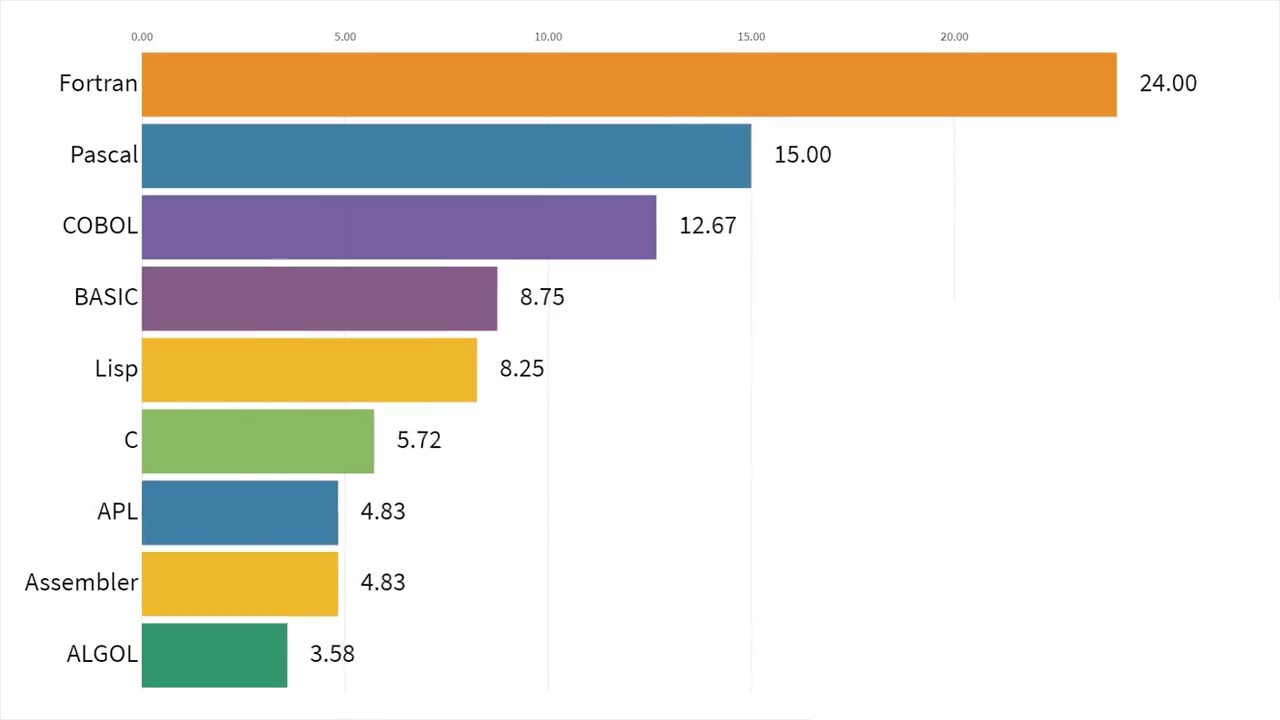 0.00 5.00 10.00 15.00 20.00
Fortran 24.00
Pascal 15.00
COBOL 12.67
BASIC 8.75
Lisp 8.25
C 5.72
APL 4.83
Assembler 4.83
ALGOL 3.58